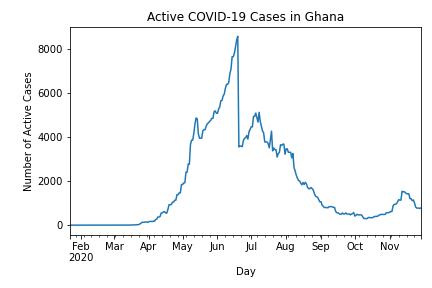 Active COVID-19 Cases in Ghana
Number of Active Cases
8000
6000
4000
2000
0
Feb Mar Apr May Jun Jul Aug Sep Oct Nov
2020
Day